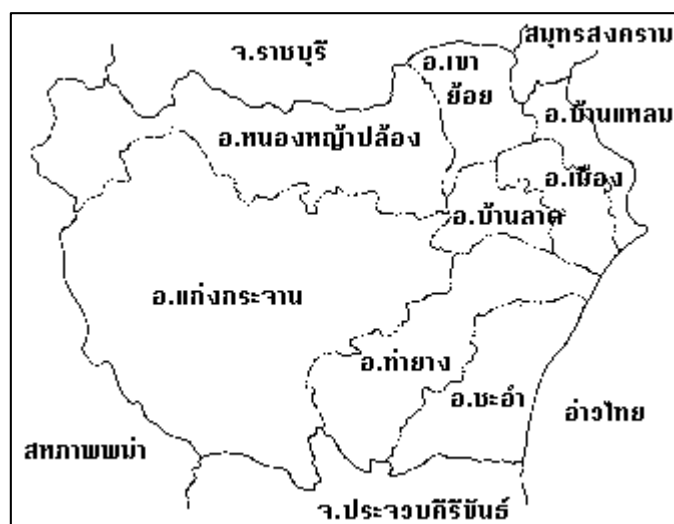 สมุทรสงคราม
จ.ราชบุรี
อ.เขา
ย้อย
อ.บ้านแหลม
อ.หนองหญ้าปล้อง
อ.เมือง
อ.บ้านลาด
อ.แก่งกระจาน
อ.ท่ายาง
อ.ชะอำ
อ่าวไทย
สหภาพพม่า
จ.ประจวบคีรีขันธ์